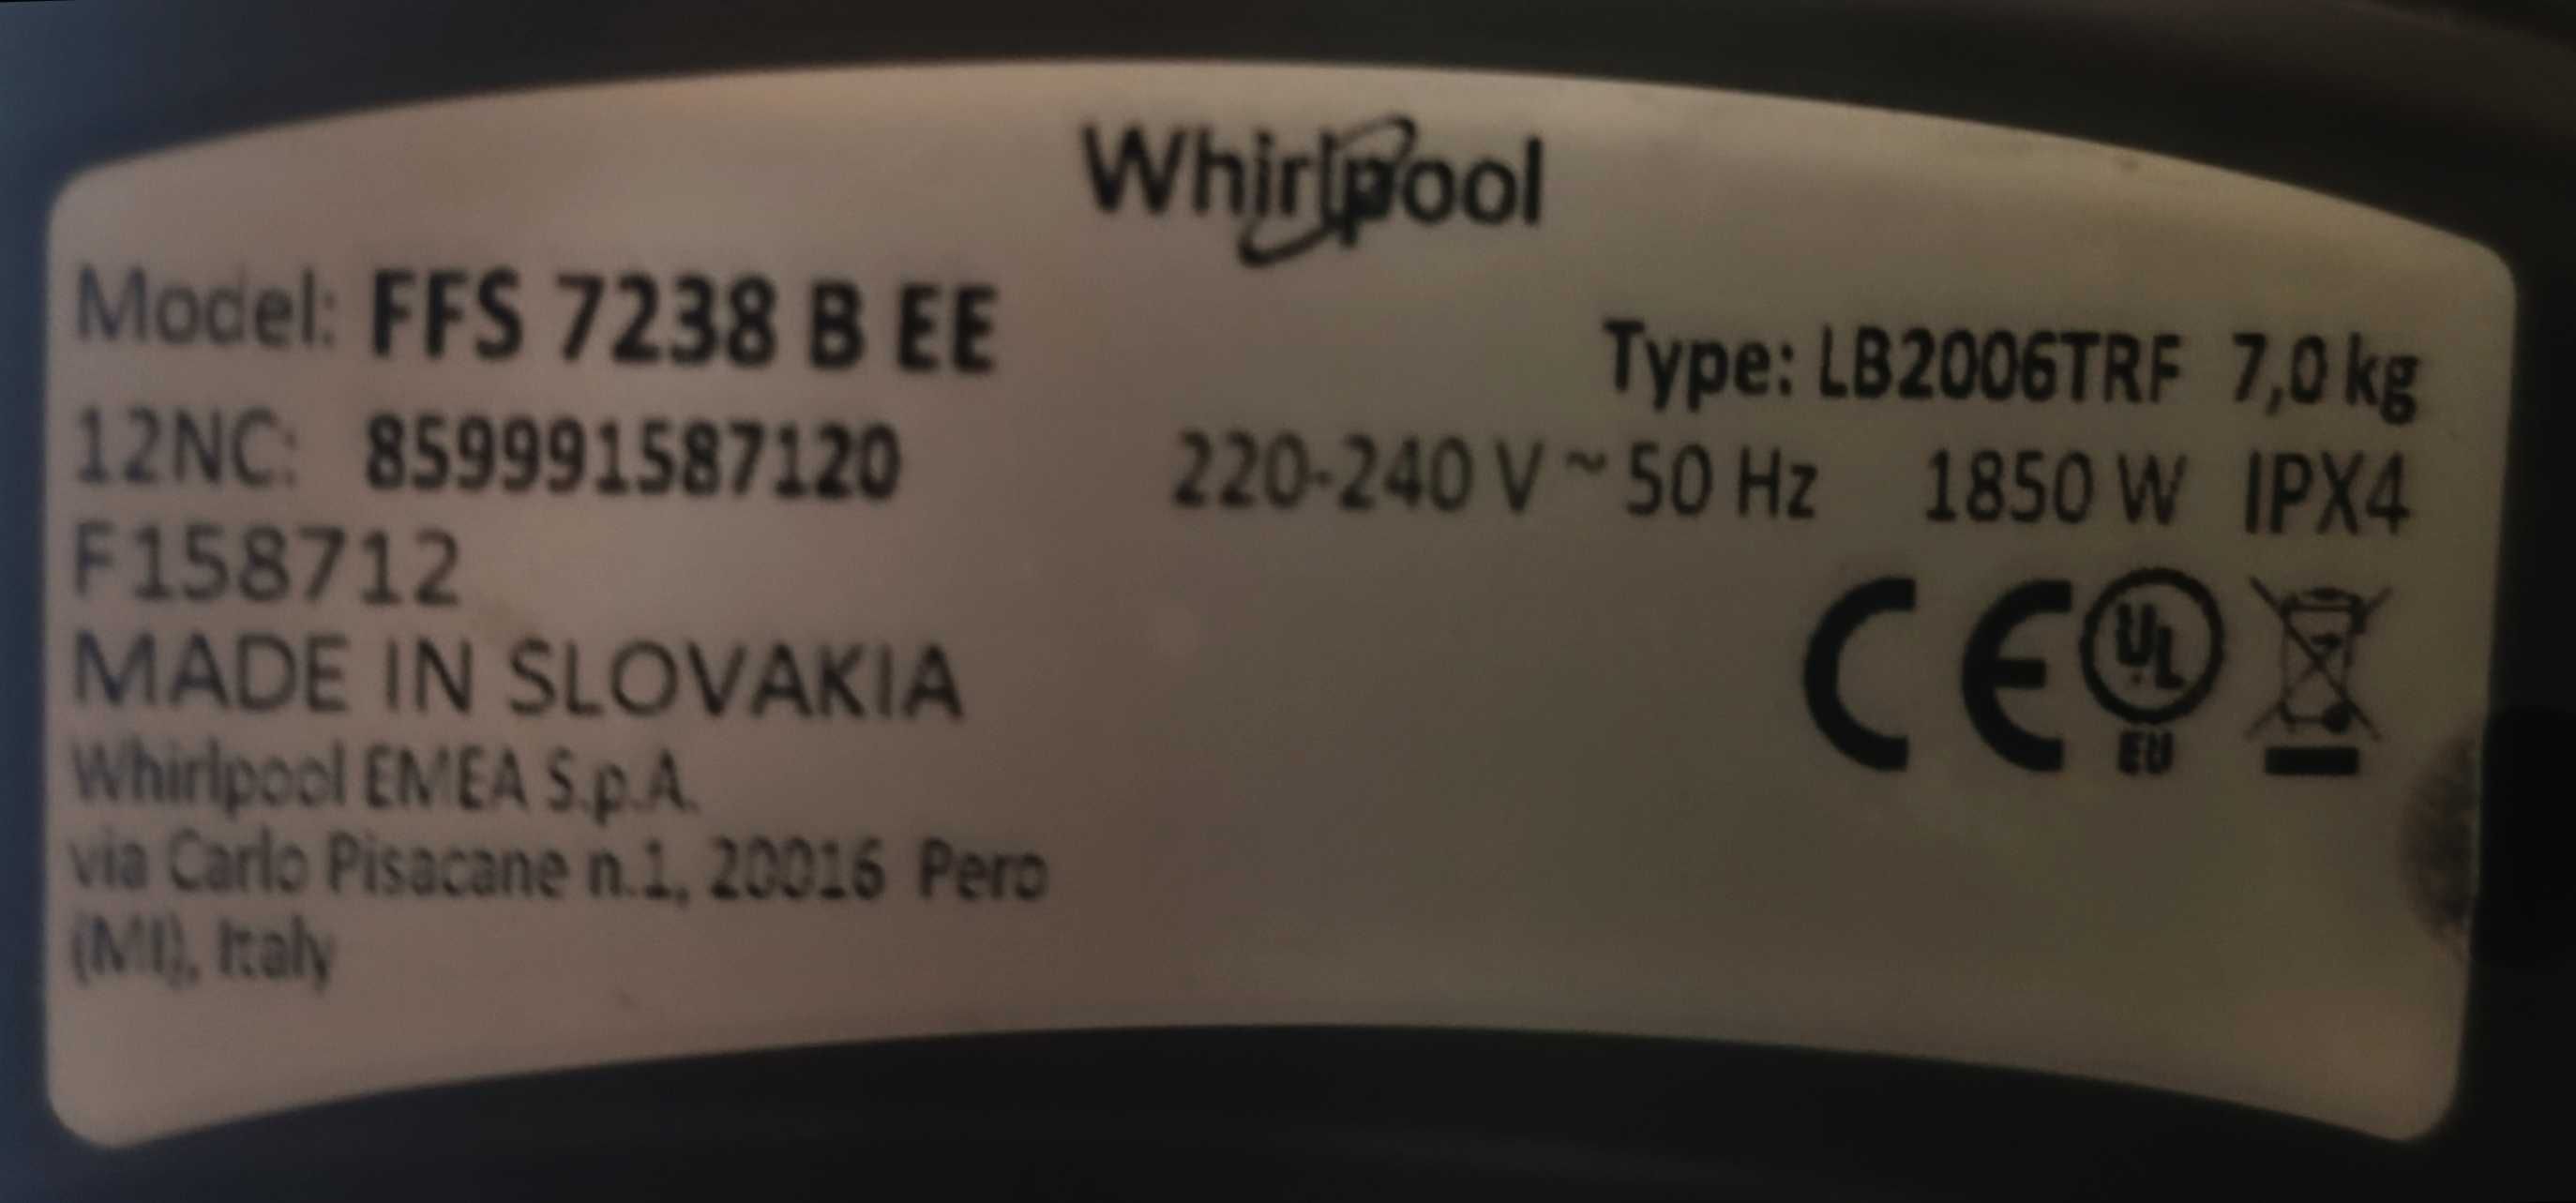 Whirlpool
Model: FFS 7238 B EE
Type: LB2006TRF 7,0 kg
12NC: 859991587120
220-240 V ~ 50 Hz 1850 W IPX4
F158712
MADE IN SLOVAKIA
CE UL EU
Whirlpool EMEA S.p.A.
via Carlo Pisacane n.1, 20016 Pero
(MI), Italy